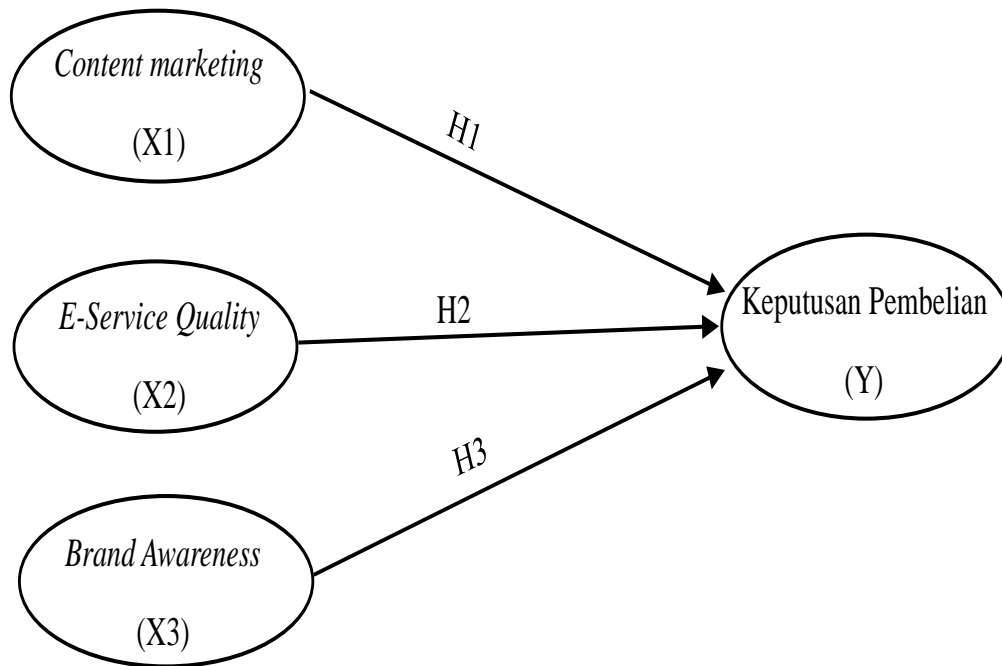 Content marketing
(X1)
H1
E-Service Quality
(X2)
H2
Keputusan Pembelian
(Y)
H3
Brand Awareness
(X3)